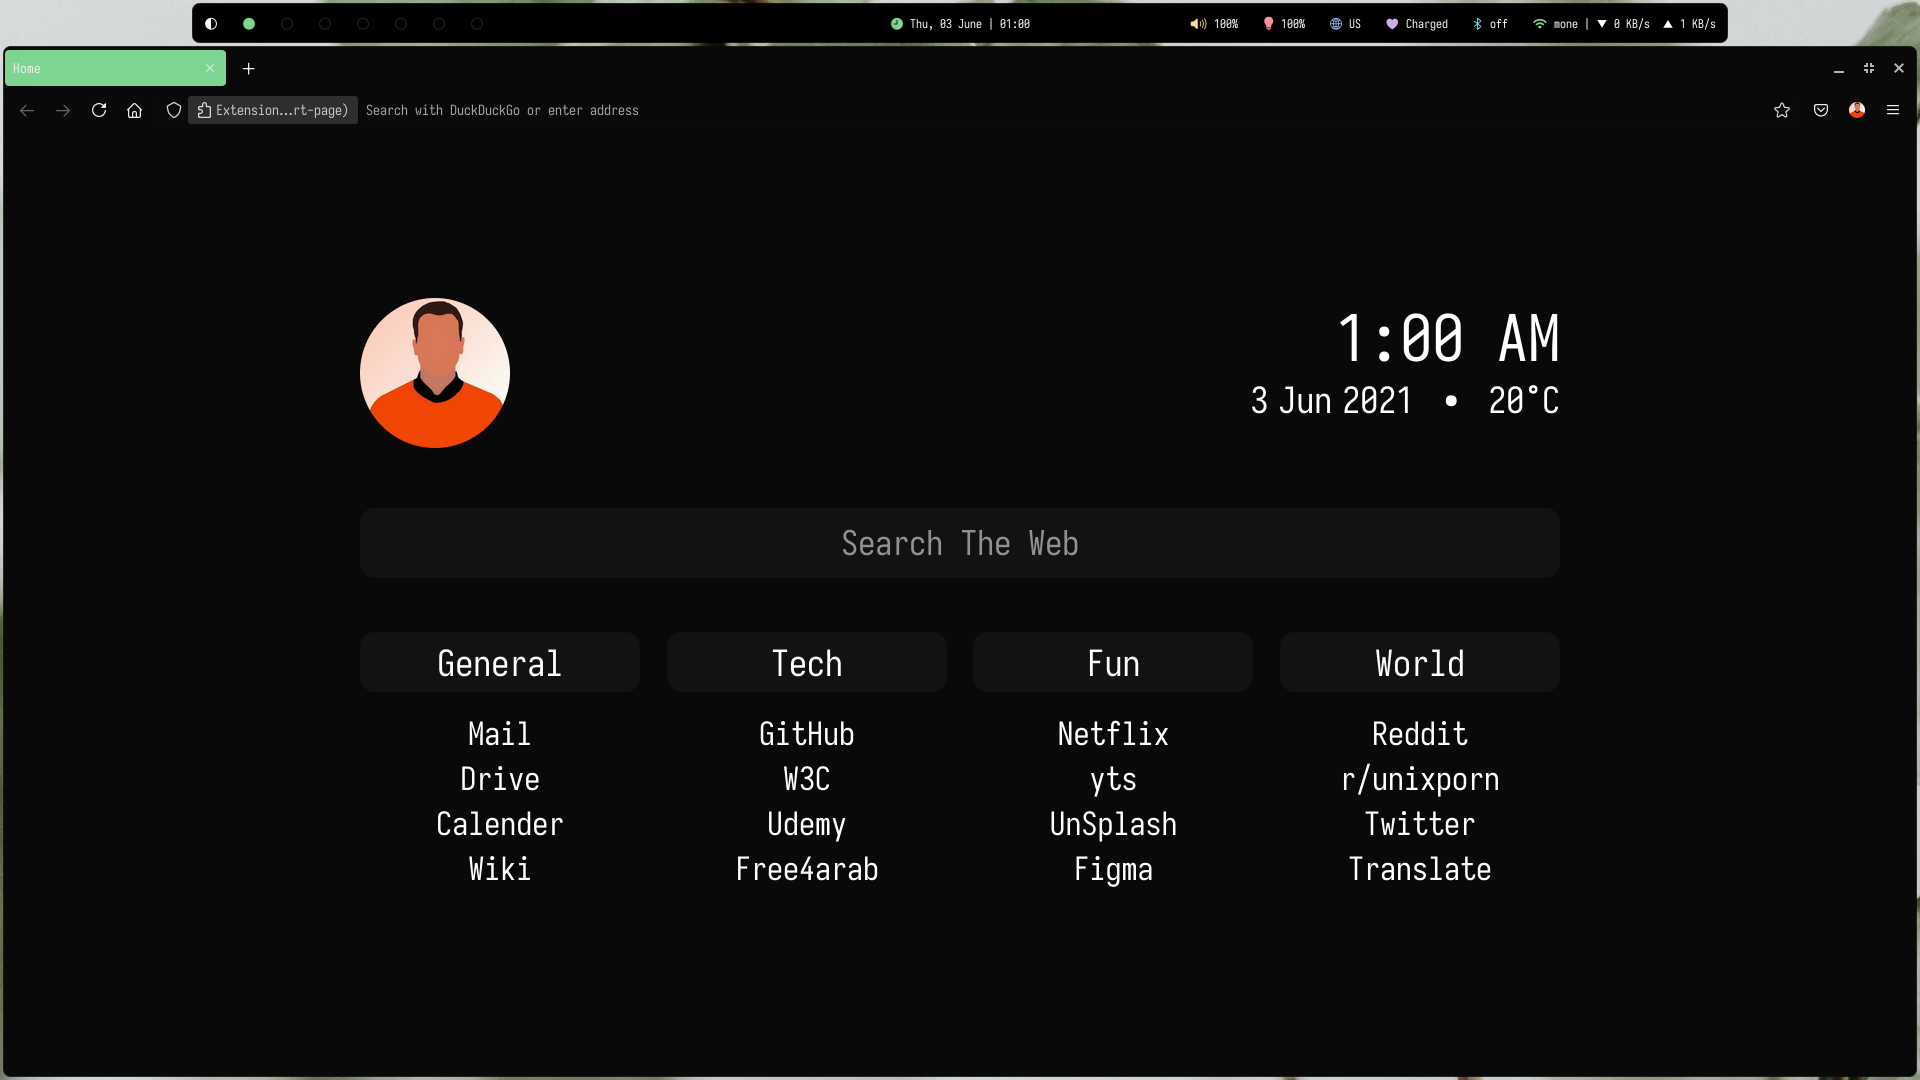 Thu, 03 June | 01:00 100% 100% US Charged off mone | ▼ 0 KB/s ▲ 1 KB/s
Home
Extension...rt-page) Search with DuckDuckGo or enter address
1:00 AM
3 Jun 2021 • 20°C
Search The Web
General Tech Fun World
Mail GitHub Netflix Reddit
Drive W3C yts r/unixporn
Calender Udemy UnSplash Twitter
Wiki Free4arab Figma Translate